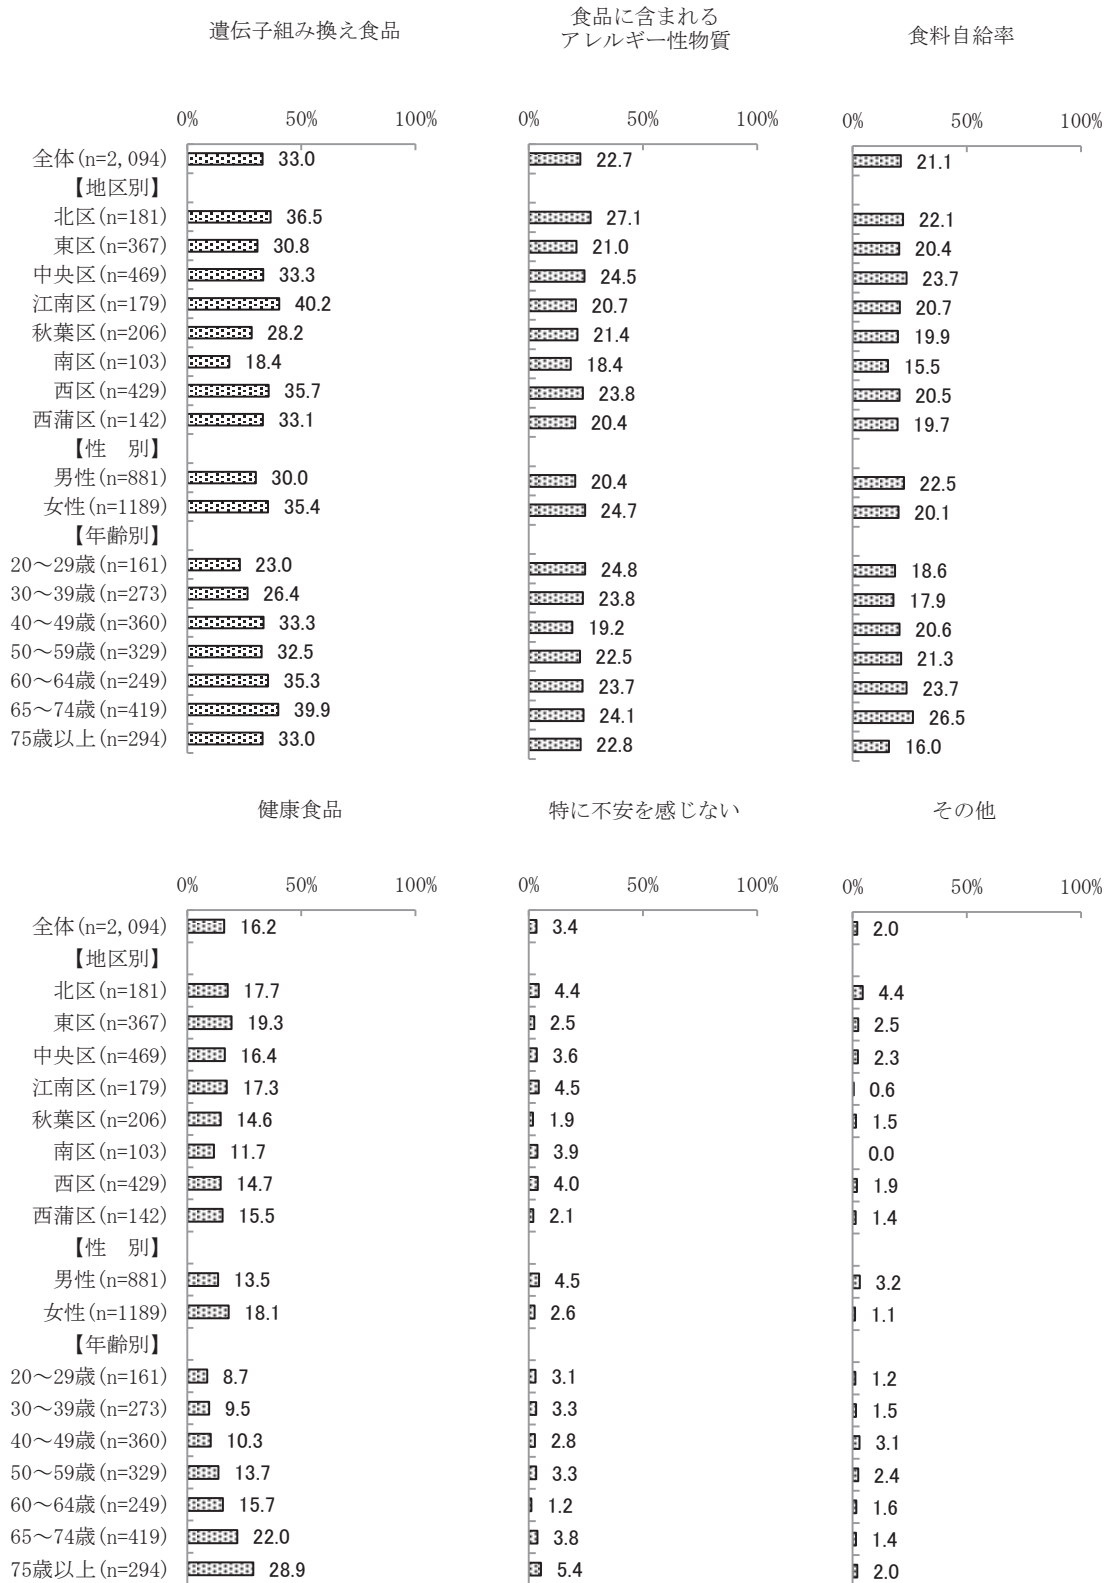 遺伝子組み換え食品
食品に含まれる
アレルギー性物質
食料自給率
0% 50% 100% 0% 50% 100% 0% 50% 100%
全体(n=2,094) 33.0 22.7 21.1
【地区別】
北区(n=181) 36.5 27.1 22.1
東区(n=367) 30.8 21.0 20.4
中央区(n=469) 33.3 24.5 23.7
江南区(n=179) 40.2 20.7 20.7
秋葉区(n=206) 28.2 21.4 19.9
南区(n=103) 18.4 18.4 15.5
西区(n=429) 35.7 23.8 20.5
西蒲区(n=142) 33.1 20.4 19.7
【性　別】
男性(n=881) 30.0 20.4 22.5
女性(n=1189) 35.4 24.7 20.1
【年齢別】
20～29歳(n=161) 23.0 24.8 18.6
30～39歳(n=273) 26.4 23.8 17.9
40～49歳(n=360) 33.3 19.2 20.6
50～59歳(n=329) 32.5 22.5 21.3
60～64歳(n=249) 35.3 23.7 23.7
65～74歳(n=419) 39.9 24.1 26.5
75歳以上(n=294) 33.0 22.8 16.0
健康食品 特に不安を感じない その他
0% 50% 100% 0% 50% 100% 0% 50% 100%
全体(n=2,094) 16.2 3.4 2.0
【地区別】
北区(n=181) 17.7 4.4 4.4
東区(n=367) 19.3 2.5 2.5
中央区(n=469) 16.4 3.6 2.3
江南区(n=179) 17.3 4.5 0.6
秋葉区(n=206) 14.6 1.9 1.5
南区(n=103) 11.7 3.9 0.0
西区(n=429) 14.7 4.0 1.9
西蒲区(n=142) 15.5 2.1 1.4
【性　別】
男性(n=881) 13.5 4.5 3.2
女性(n=1189) 18.1 2.6 1.1
【年齢別】
20～29歳(n=161) 8.7 3.1 1.2
30～39歳(n=273) 9.5 3.3 1.5
40～49歳(n=360) 10.3 2.8 3.1
50～59歳(n=329) 13.7 3.3 2.4
60～64歳(n=249) 15.7 1.2 1.6
65～74歳(n=419) 22.0 3.8 1.4
75歳以上(n=294) 28.9 5.4 2.0